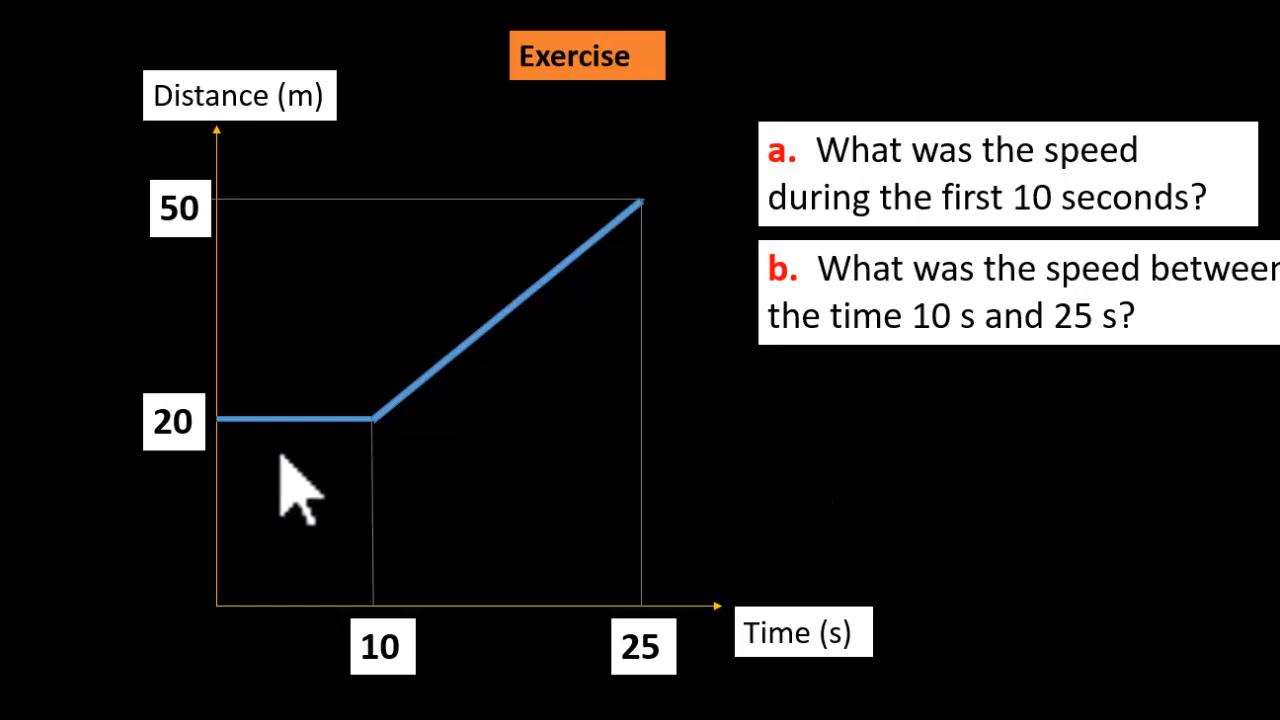 Exercise
Distance (m)
50
20
10
25
Time (s)
a. What was the speed
during the first 10 seconds?
b. What was the speed between
the time 10 s and 25 s?